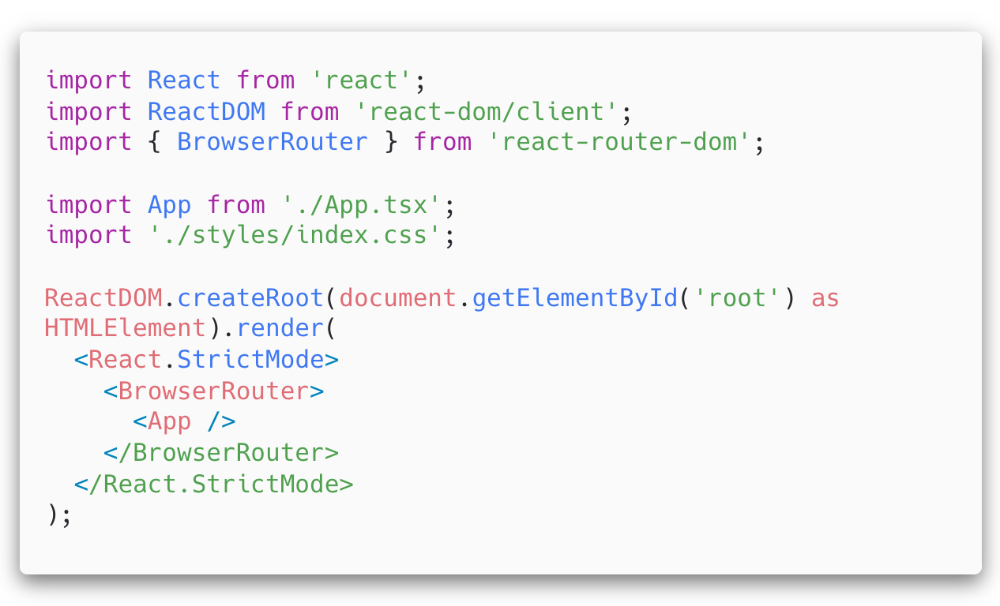 import React from 'react';
import ReactDOM from 'react-dom/client';
import { BrowserRouter } from 'react-router-dom';

import App from './App.tsx';
import './styles/index.css';

ReactDOM.createRoot(document.getElementById('root') as
HTMLElement).render(
  <React.StrictMode>
    <BrowserRouter>
      <App />
    </BrowserRouter>
  </React.StrictMode>
);